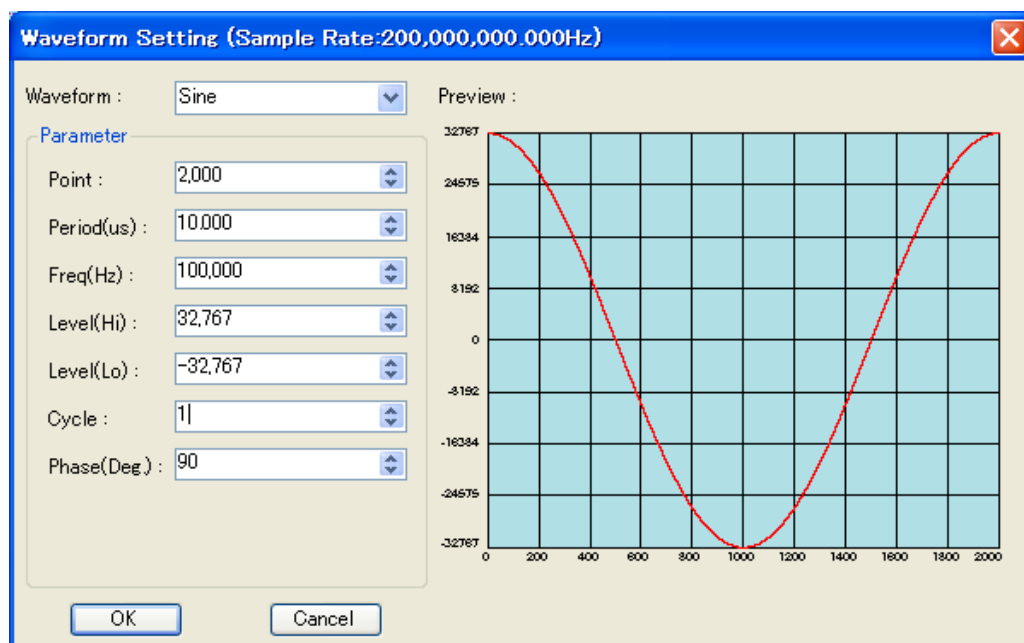 Waveform Setting (Sample Rate:200,000,000.000Hz)
Waveform : Sine
Parameter
Point : 2,000
Period(us) : 10.000
Freq(Hz) : 100,000
Level(Hi) : 32,767
Level(Lo) : -32,767
Cycle : 1
Phase(Deg.) : 90
OK Cancel
Preview :
32767
24575
16384
8192
0
-8192
-16384
-24575
-32767
0 200 400 600 800 1000 1200 1400 1600 1800 2000